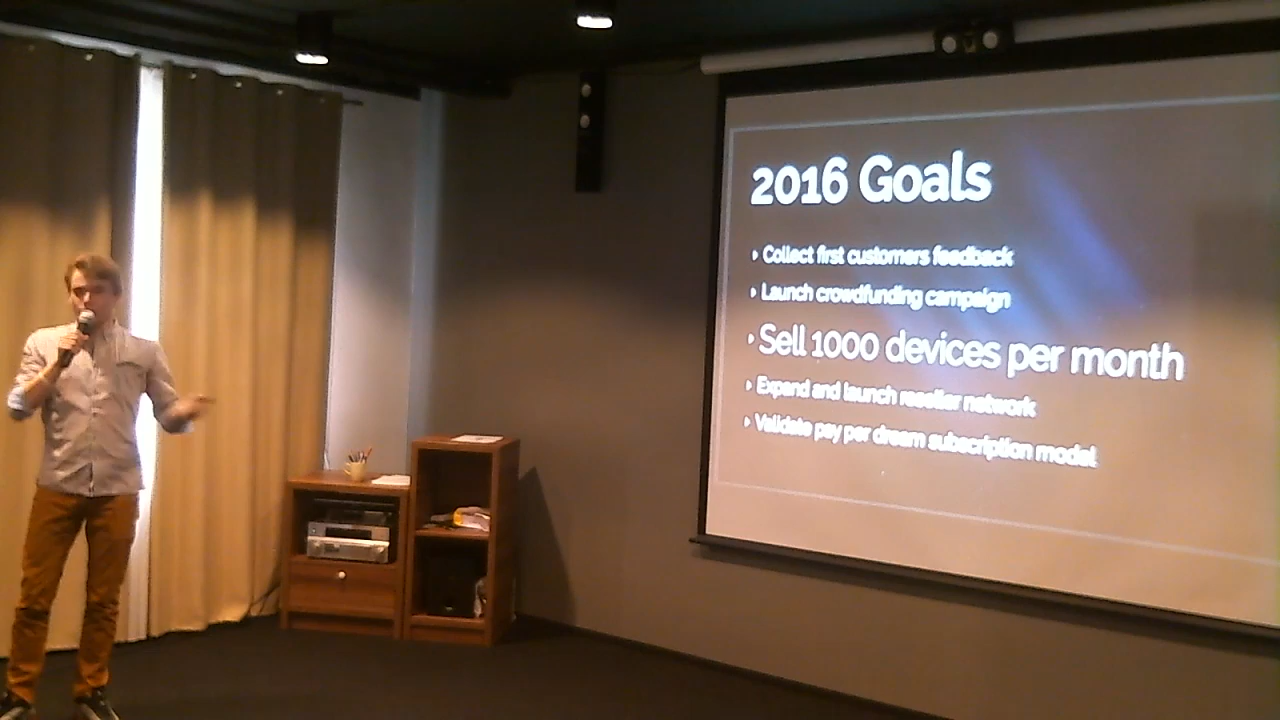 2016 Goals
Collect first customers feedback
Launch crowdfunding campaign
Sell 1000 devices per month
Expand and launch reseller network
Validate pay per dream subscription model